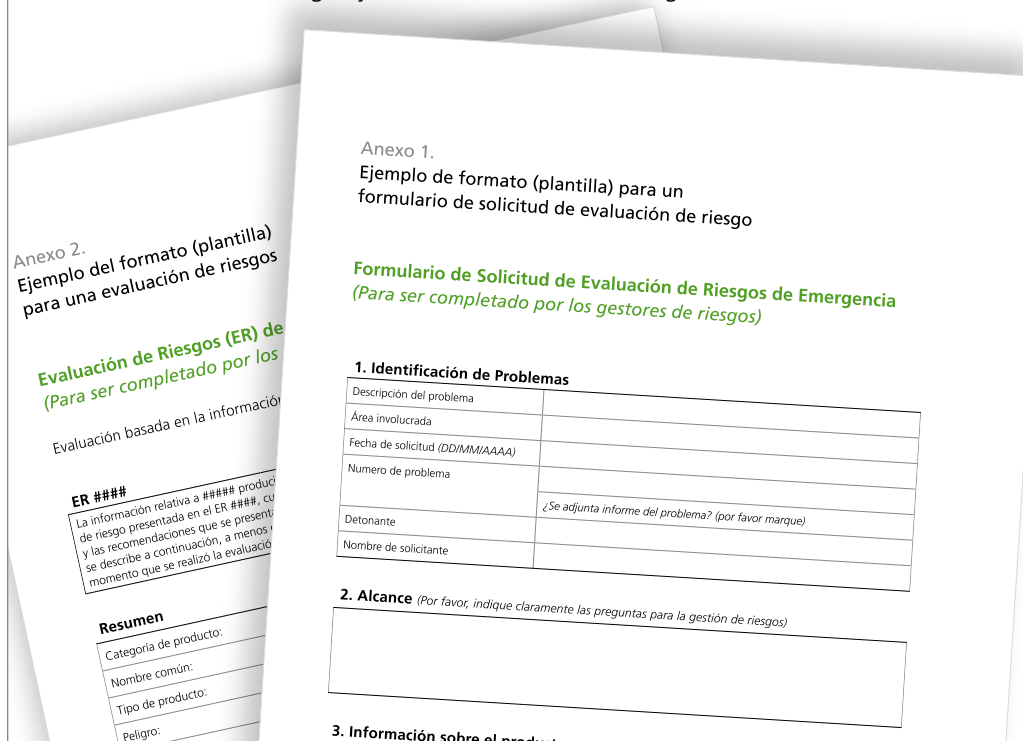 Anexo 1.
Ejemplo de formato (plantilla) para un
formulario de solicitud de evaluación de riesgo
Formulario de Solicitud de Evaluación de Riesgos de Emergencia
(Para ser completado por los gestores de riesgos)
1. Identificación de Problemas
Descripción del problema
Área involucrada
Fecha de solicitud (DD/MM/AAAA)
Numero de problema
¿Se adjunta informe del problema? (por favor marque)
Detonante
Nombre de solicitante
2. Alcance (Por favor, indique claramente las preguntas para la gestión de riesgos)
3. Información sobre el
Anexo 2.
Ejemplo del formato (plantilla)
para una evaluación de riesgos
Evaluación de Riesgos (ER) de
(Para ser completado por los
Evaluación basada en la
ER ####
La información relativa a #####
de riesgo presentada en el ER ####,
y las recomendaciones que se
se describe a continuación, a menos
momento que se realizó la
Resumen
Categoría de producto:
Nombre común:
Tipo de producto:
Peligro: